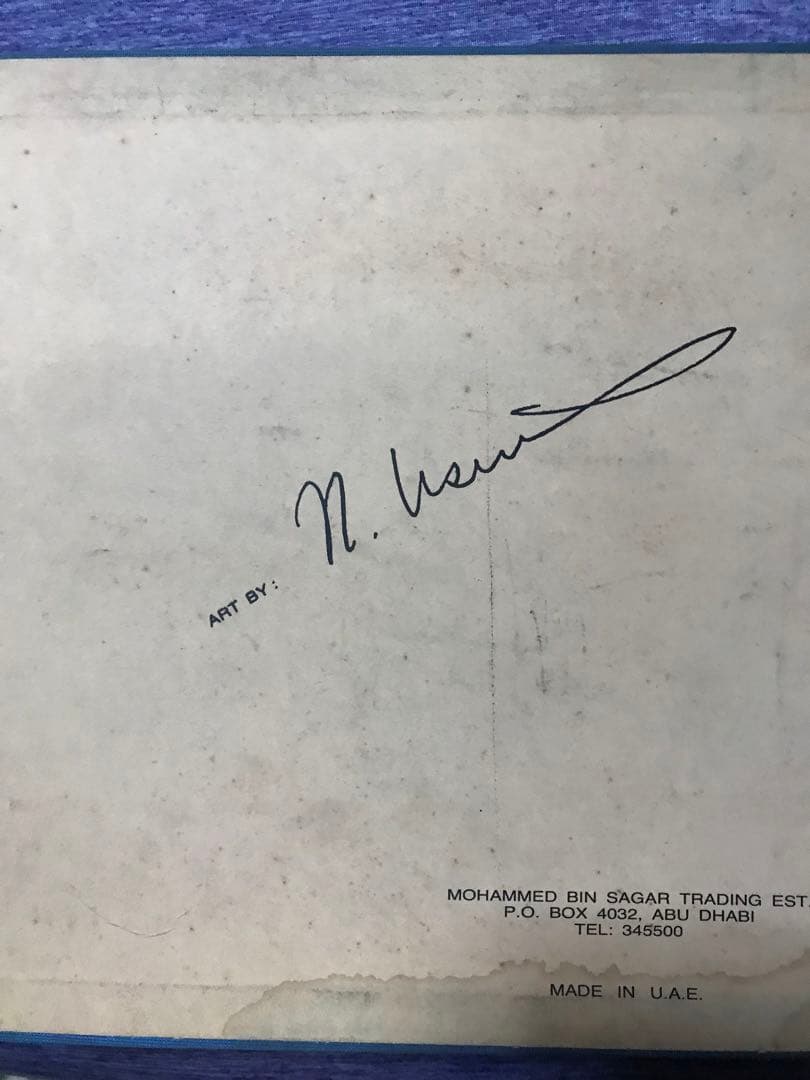 ART BY: N.
MOHAMMED BIN SAGAR TRADING EST.
P.O. BOX 4032, ABU DHABI
TEL: 345500
MADE IN U.A.E.